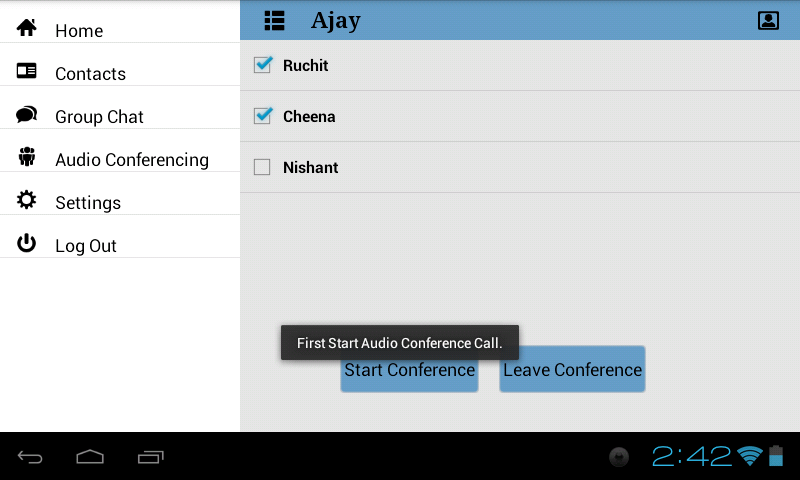 Home
Contacts
Group Chat
Audio Conferencing
Settings
Log Out
Ajay
Ruchit
Cheena
Nishant
First Start Audio Conference Call.
Start Conference
Leave Conference
2:42